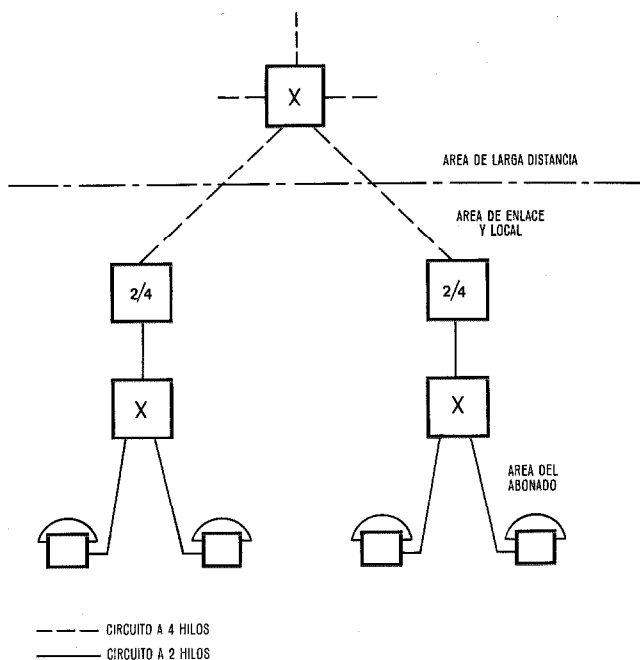 X
AREA DE LARGA DISTANCIA
AREA DE ENLACE
Y LOCAL
2/4
2/4
X
X
AREA DEL
ABONADO
CIRCUITO A 4 HILOS
CIRCUITO A 2 HILOS